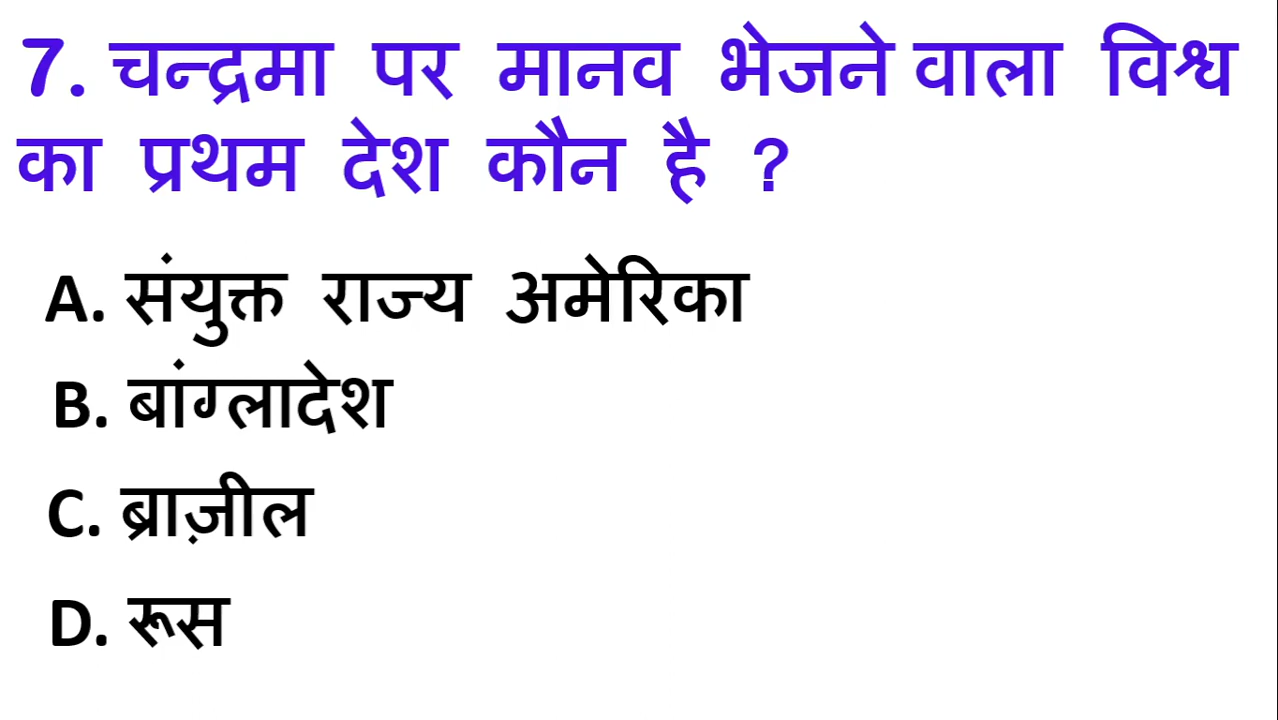 7. चन्द्रमा पर मानव भेजने वाला विश्व
का प्रथम देश कौन है ?
A. संयुक्त राज्य अमेरिका
B. बांग्लादेश
C. ब्राज़ील
D. रूस